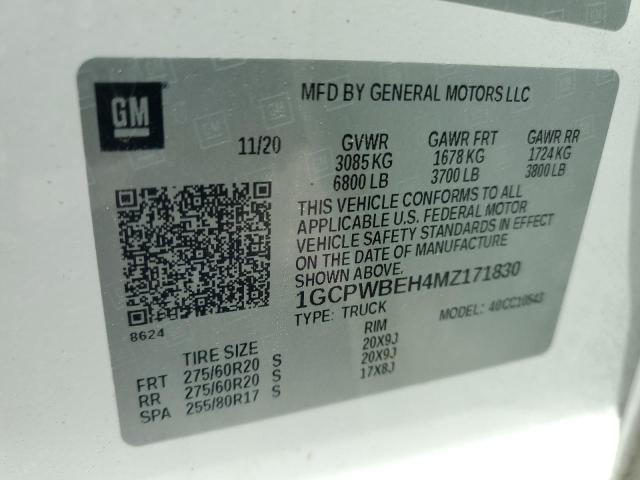 GM
MFD BY GENERAL MOTORS LLC
11/20 GVWR GAWR FRT GAWR RR
3085 KG 1678 KG 1724 KG
6800 LB 3700 LB 3800 LB
THIS VEHICLE CONFORMS TO ALL
APPLICABLE U.S. FEDERAL MOTOR
VEHICLE SAFETY STANDARDS IN EFFECT
ON THE DATE OF MANUFACTURE
SHOWN ABOVE.
1GCPWBEH4MZ171830
TYPE: TRUCK MODEL:
8624
TIRE SIZE RIM
FRT 275/60R20 S 20X9J
RR 275/60R20 S 20X9J
SPA 255/80R17 S 17X8J